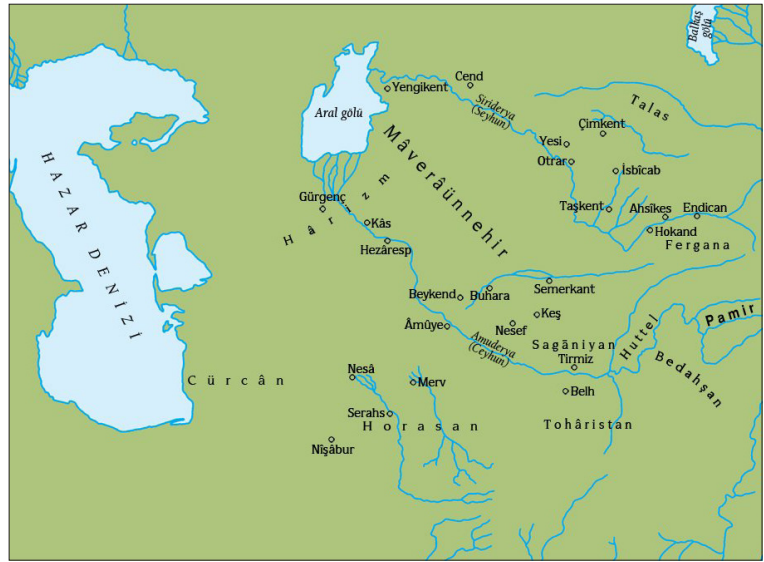 Balkaş
gölü
Cend
Yengikent
Siriderya
(Seyhun)
Talas
Aral gölü
Çimkent
Yesi
Otrar
İsbîcab
Mâverâünnehir
HAZAR DENİZİ
Gürgenç
Hârizm
Kâs
Hezâresp
Taşkent
Ahsîkes
Endican
Hokand
Fergana
Beykend
Buhara
Semerkant
Keş
Nesef
Âmûye
Amuderya
(Ceyhun)
Sagāniyan
Huttel
Pamir
Bedahşan
Tirmiz
Nesâ
Merv
Belh
Cürcân
Serahs
Horasan
Tohâristan
Nîşâbur